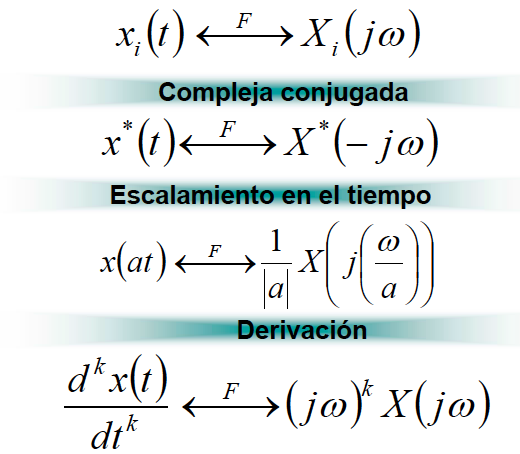 x_i(t) ⟷ᶠ X_i(jω)
Compleja conjugada
x*(t) ⟷ᶠ X*(− jω)
Escalamiento en el tiempo
x(at) ⟷ᶠ 1/|a| X(j(ω/a))
Derivación
d^k x(t)/dt^k ⟷ᶠ (jω)^k X(jω)